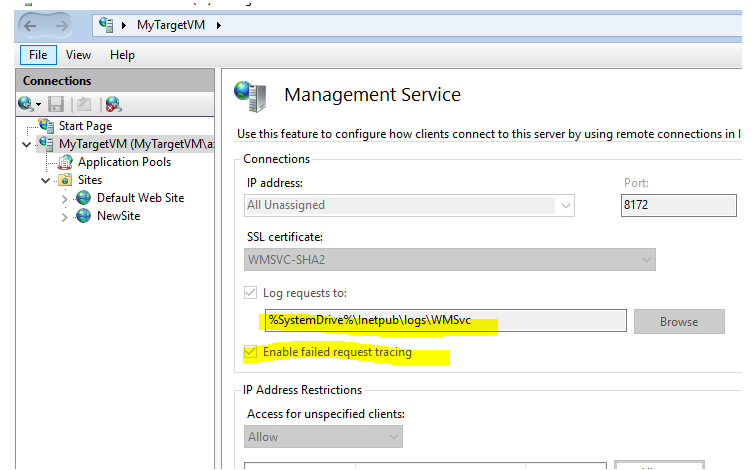 MyTargetVM
File View Help
Connections
Start Page
MyTargetVM (MyTargetVM\a
Application Pools
Sites
Default Web Site
NewSite
Management Service
Use this feature to configure how clients connect to this server by using remote connections in I
Connections
IP address:
Port:
All Unassigned
8172
SSL certificate:
WMSVC-SHA2
Log requests to:
%SystemDrive%\Inetpub\logs\WMSvc
Browse
Enable failed request tracing
IP Address Restrictions
Access for unspecified clients:
Allow